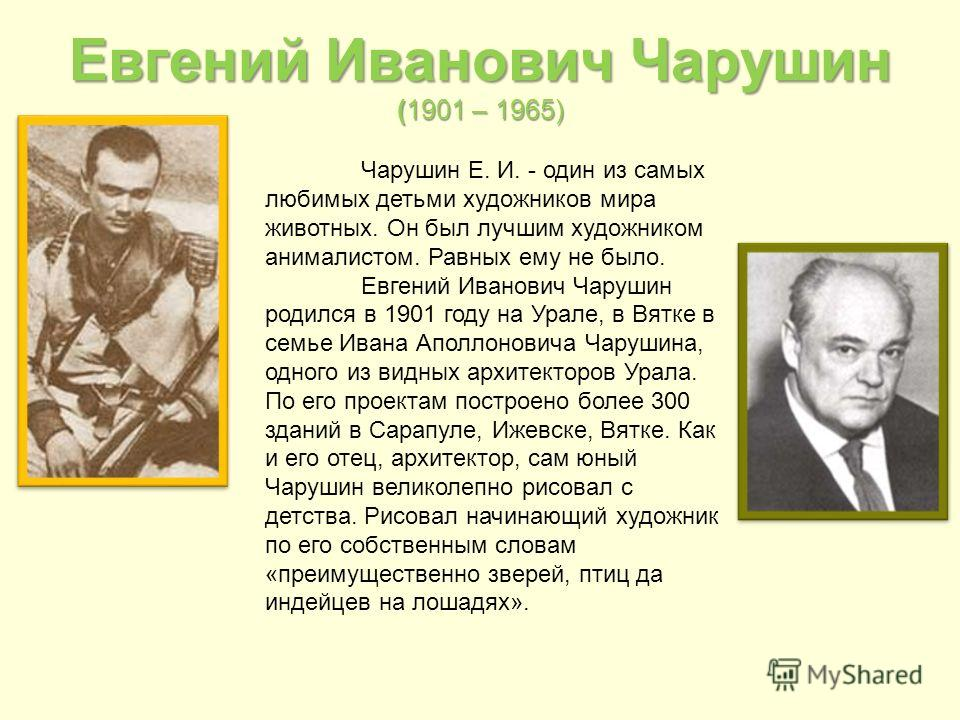 Евгений Иванович Чарушин
(1901 – 1965)
Чарушин Е. И. - один из самых
любимых детьми художников мира
животных. Он был лучшим художником
анималистом. Равных ему не было.
Евгений Иванович Чарушин
родился в 1901 году на Урале, в Вятке в
семье Ивана Аполлоновича Чарушина,
одного из видных архитекторов Урала.
По его проектам построено более 300
зданий в Сарапуле, Ижевске, Вятке. Как
и его отец, архитектор, сам юный
Чарушин великолепно рисовал с
детства. Рисовал начинающий художник
по его собственным словам
«преимущественно зверей, птиц да
индейцев на лошадях».
MyShared